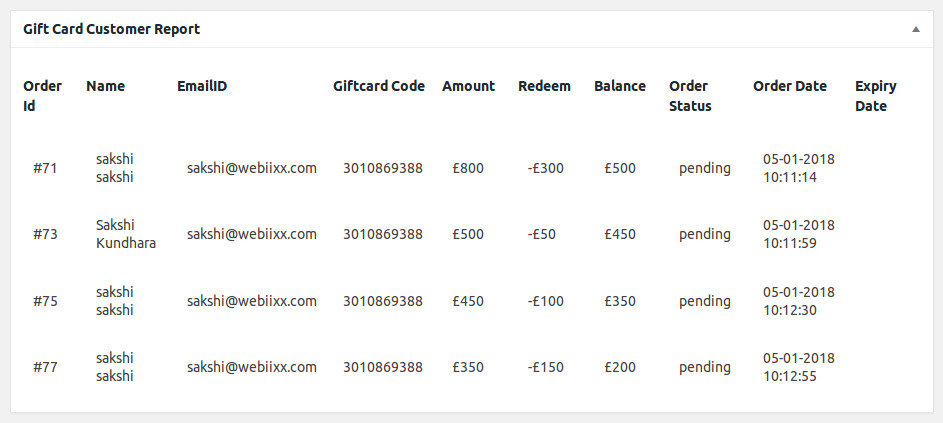 Gift Card Customer Report
Order Id Name EmailID Giftcard Code Amount Redeem Balance Order Status Order Date Expiry Date
#71 sakshi sakshi sakshi@webiixx.com 3010869388 £800 -£300 £500 pending 05-01-2018 10:11:14
#73 Sakshi Kundhara sakshi@webiixx.com 3010869388 £500 -£50 £450 pending 05-01-2018 10:11:59
#75 sakshi sakshi sakshi@webiixx.com 3010869388 £450 -£100 £350 pending 05-01-2018 10:12:30
#77 sakshi sakshi sakshi@webiixx.com 3010869388 £350 -£150 £200 pending 05-01-2018 10:12:55